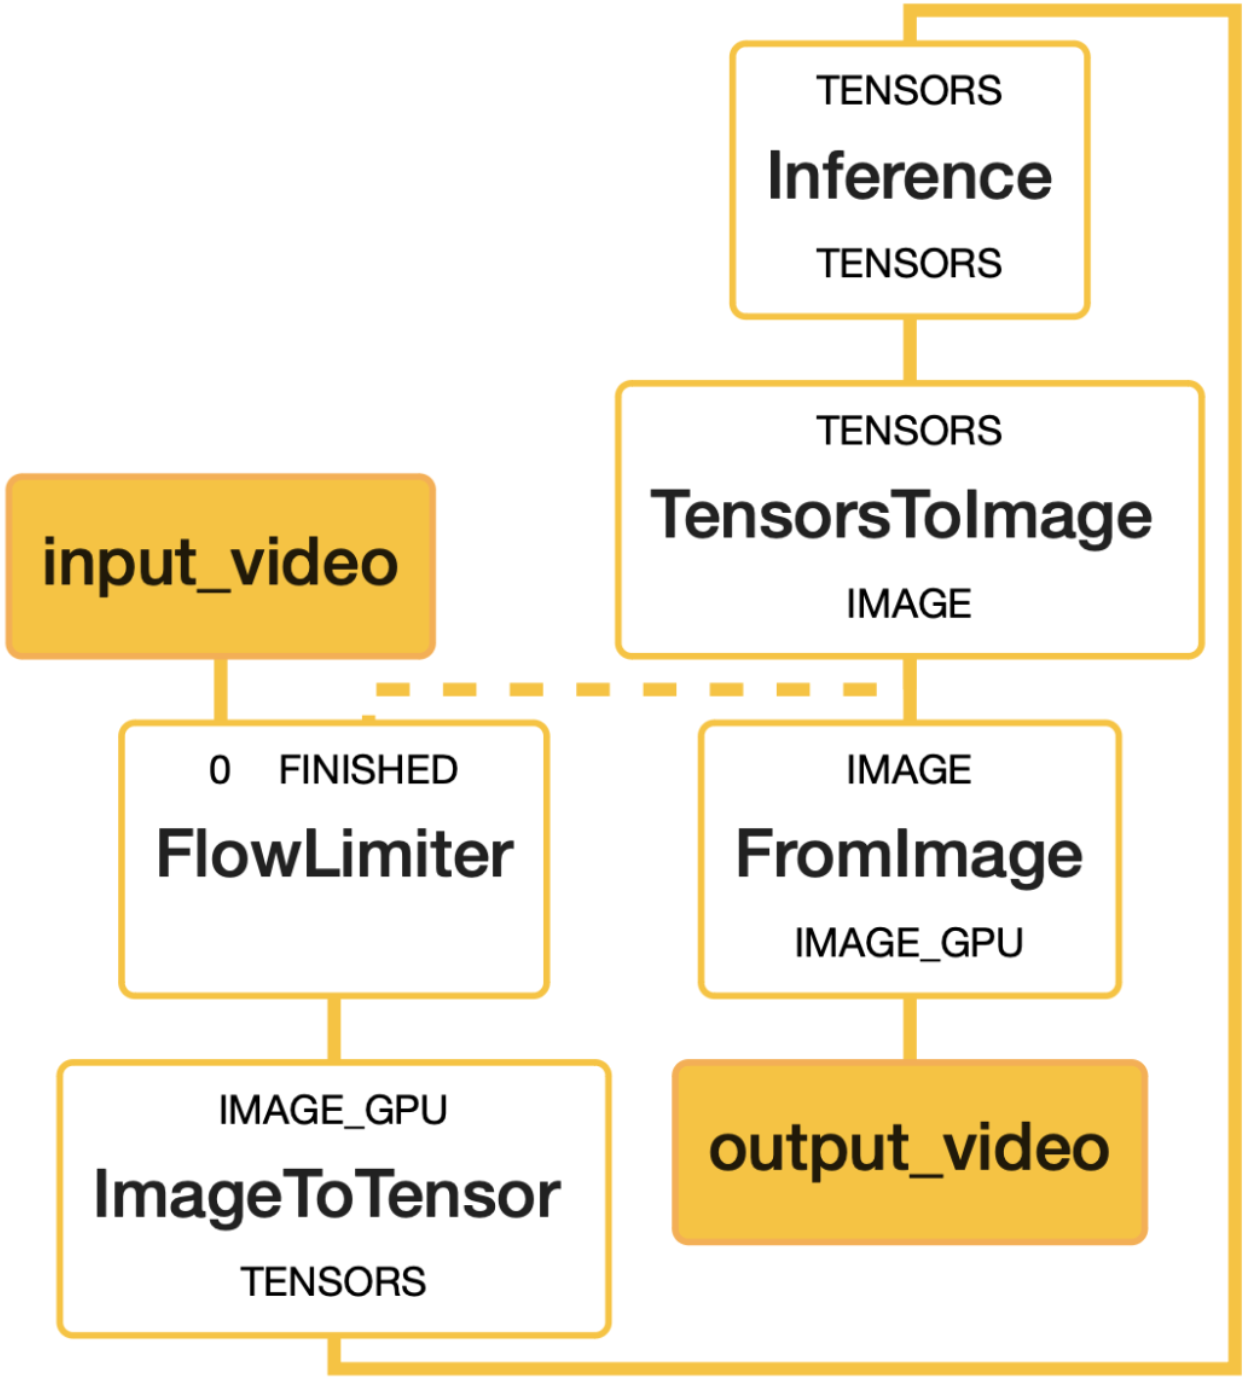 TENSORS
Inference
TENSORS
TENSORS
TensorsToImage
IMAGE
input_video
0 FINISHED
FlowLimiter
IMAGE
FromImage
IMAGE_GPU
IMAGE_GPU
ImageToTensor
TENSORS
output_video